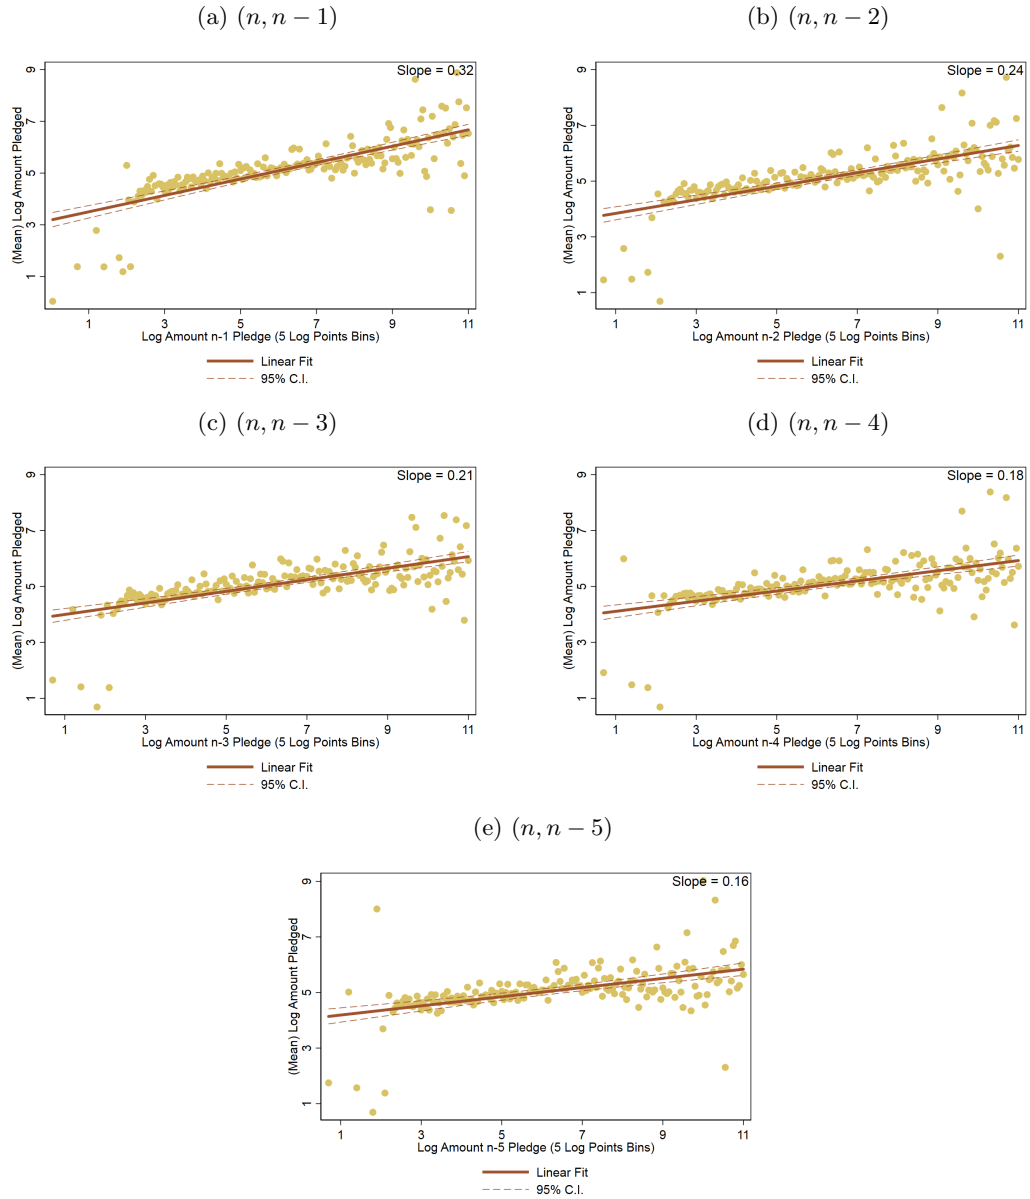 (a) (n, n − 1)
(b) (n, n − 2)
Slope = 0.32
Slope = 0.24
(Mean) Log Amount Pledged
9
7
5
3
1
1 3 5 7 9 11
Log Amount n-1 Pledge (5 Log Points Bins)
Linear Fit
95% C.I.
(Mean) Log Amount Pledged
9
7
5
3
1
1 3 5 7 9 11
Log Amount n-2 Pledge (5 Log Points Bins)
Linear Fit
95% C.I.
(c) (n, n − 3)
(d) (n, n − 4)
Slope = 0.21
Slope = 0.18
(Mean) Log Amount Pledged
9
7
5
3
1
1 3 5 7 9 11
Log Amount n-3 Pledge (5 Log Points Bins)
Linear Fit
95% C.I.
(Mean) Log Amount Pledged
9
7
5
3
1
1 3 5 7 9 11
Log Amount n-4 Pledge (5 Log Points Bins)
Linear Fit
95% C.I.
(e) (n, n − 5)
Slope = 0.16
(Mean) Log Amount Pledged
9
7
5
3
1
1 3 5 7 9 11
Log Amount n-5 Pledge (5 Log Points Bins)
Linear Fit
95% C.I.